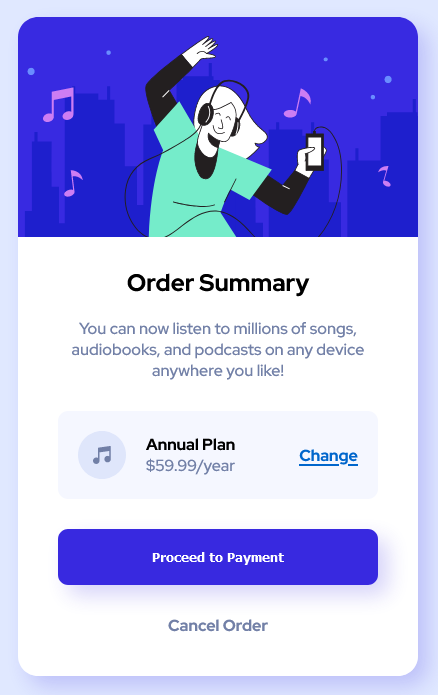 Order Summary
You can now listen to millions of songs,
audiobooks, and podcasts on any device
anywhere you like!
Annual Plan
$59.99/year
Change
Proceed to Payment
Cancel Order